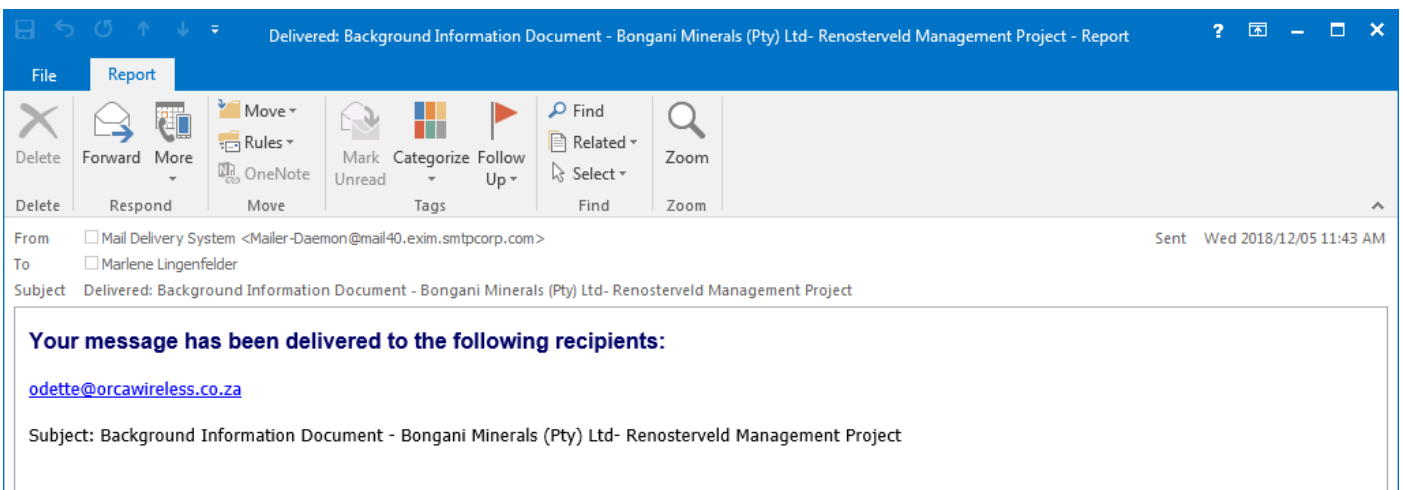 Delivered: Background Information Document - Bongani Minerals (Pty) Ltd- Renosterveld Management Project - Report
File Report
Delete Forward More Move Rules OneNote Mark Unread Categorize Follow Up Find Related Select Zoom
Delete Respond Move Tags Find Zoom
From Mail Delivery System <Mailer-Daemon@mail40.exim.smtpcorp.com> Sent Wed 2018/12/05 11:43 AM
To Marlene Lingenfelder
Subject Delivered: Background Information Document - Bongani Minerals (Pty) Ltd- Renosterveld Management Project
Your message has been delivered to the following recipients:
odette@orcawireless.co.za
Subject: Background Information Document - Bongani Minerals (Pty) Ltd- Renosterveld Management Project